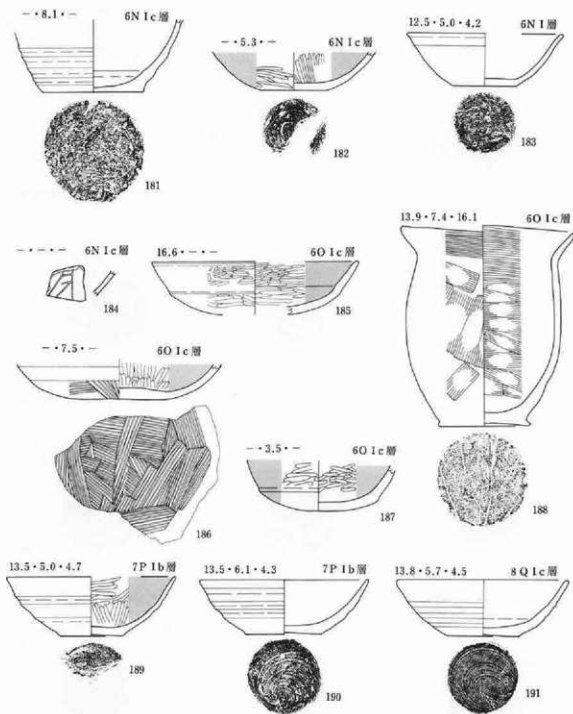 －・8.1・－ 6N Ic層
－・5.3・－ 6N Ic層
12.5・5.0・4.2 6N I層
181
182
183
－・－・－ 6N Ic層
184
16.6・－・－ 6O Ic層
185
13.9・7.4・16.1 6O Ic層
188
－・7.5・－ 6O Ic層
186
－・3.5・－ 6O Ic層
187
13.5・5.0・4.7 7P Ib層
189
13.5・6.1・4.3 7P Ib層
190
13.8・5.7・4.5 8Q Ic層
191